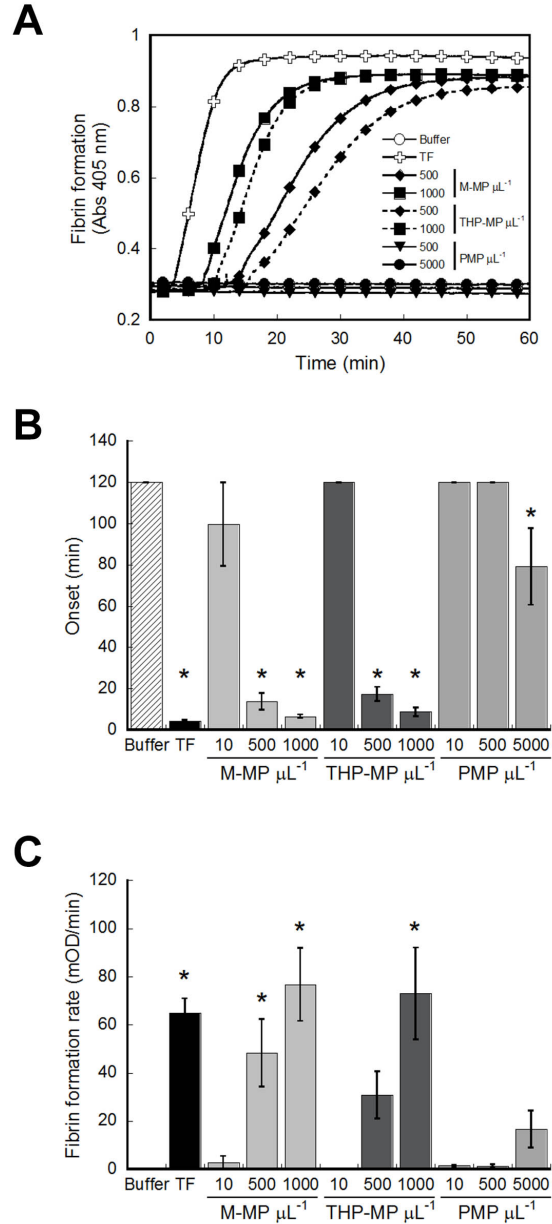 A
Fibrin formation
(Abs 405 nm)
1
0.8
0.6
0.4
0.2
0 10 20 30 40 50 60
Time (min)
Buffer
TF
500
1000
M-MP µL⁻¹
500
1000
THP-MP µL⁻¹
500
5000
PMP µL⁻¹
B
Onset (min)
140
120
100
80
60
40
20
0
* * * * * *
Buffer TF 10 500 1000 10 500 1000 10 500 5000
M-MP µL⁻¹ THP-MP µL⁻¹ PMP µL⁻¹
C
Fibrin formation rate (mOD/min)
120
100
80
60
40
20
0
* * * *
Buffer TF 10 500 1000 10 500 1000 10 500 5000
M-MP µL⁻¹ THP-MP µL⁻¹ PMP µL⁻¹